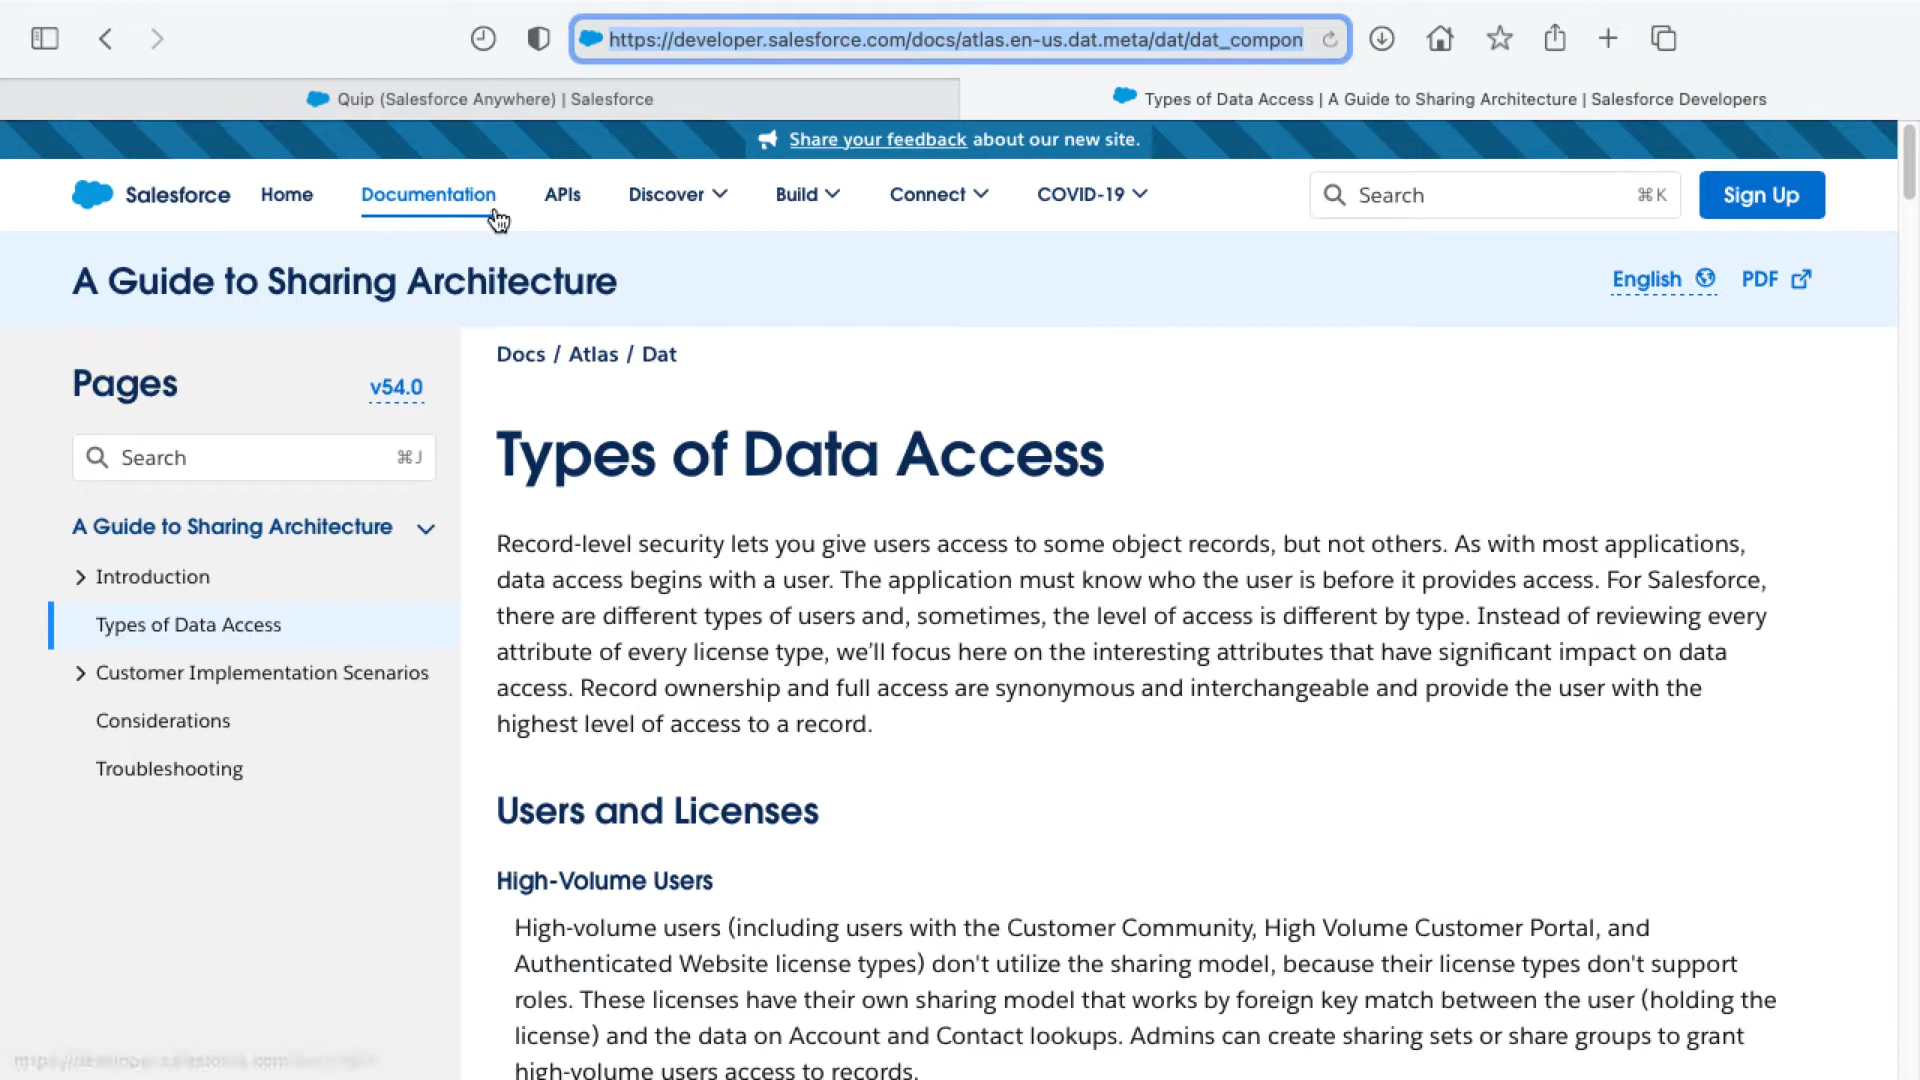 https://developer.salesforce.com/docs/atlas.en-us.dat.meta/dat/dat_compon
Quip (Salesforce Anywhere) | Salesforce
Types of Data Access | A Guide to Sharing Architecture | Salesforce Developers
Share your feedback about our new site.
Salesforce Home Documentation APIs Discover Build Connect COVID-19 Search ⌘K Sign Up
A Guide to Sharing Architecture
English PDF
Docs / Atlas / Dat
Pages v54.0
Search ⌘J
A Guide to Sharing Architecture
Introduction
Types of Data Access
Customer Implementation Scenarios
Considerations
Troubleshooting
Types of Data Access
Record-level security lets you give users access to some object records, but not others. As with most applications,
data access begins with a user. The application must know who the user is before it provides access. For Salesforce,
there are different types of users and, sometimes, the level of access is different by type. Instead of reviewing every
attribute of every license type, we’ll focus here on the interesting attributes that have significant impact on data
access. Record ownership and full access are synonymous and interchangeable and provide the user with the
highest level of access to a record.
Users and Licenses
High-Volume Users
High-volume users (including users with the Customer Community, High Volume Customer Portal, and
Authenticated Website license types) don't utilize the sharing model, because their license types don't support
roles. These licenses have their own sharing model that works by foreign key match between the user (holding the
license) and the data on Account and Contact lookups. Admins can create sharing sets or share groups to grant
high-volume users access to records.